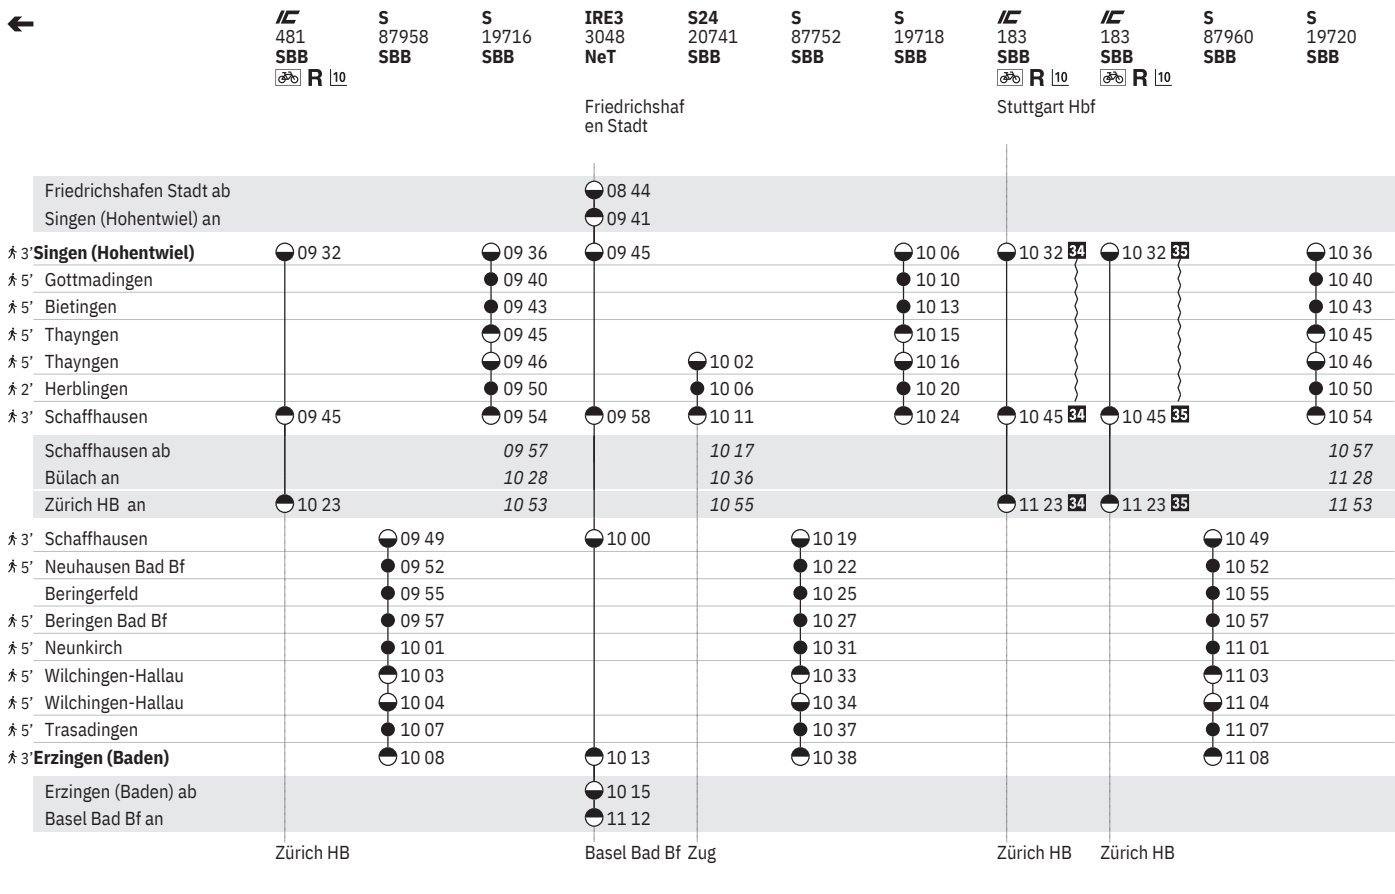 IC S S IRE3 S24 S S IC IC S S
481 87958 19716 3048 20741 87752 19718 183 183 87960 19720
SBB SBB SBB NeT SBB SBB SBB SBB SBB SBB SBB
R 10 R 10 R 10
Friedrichshaf Stuttgart Hbf
en Stadt
Friedrichshafen Stadt ab 08 44
Singen (Hohentwiel) an 09 41
3' Singen (Hohentwiel) 09 32 09 36 09 45 10 06 10 32 34 10 32 35 10 36
5' Gottmadingen 09 40 10 10 10 40
5' Bietingen 09 43 10 13 10 43
5' Thayngen 09 45 10 15 10 45
5' Thayngen 09 46 10 02 10 16 10 46
2' Herblingen 09 50 10 06 10 20 10 50
3' Schaffhausen 09 45 09 54 09 58 10 11 10 24 10 45 34 10 45 35 10 54
Schaffhausen ab 09 57 10 17 10 57
Bülach an 10 28 10 36 11 28
Zürich HB an 10 23 10 53 10 55 11 23 34 11 23 35 11 53
3' Schaffhausen 09 49 10 00 10 19 10 49
5' Neuhausen Bad Bf 09 52 10 22 10 52
Beringerfeld 09 55 10 25 10 55
5' Beringen Bad Bf 09 57 10 27 10 57
5' Neunkirch 10 01 10 31 11 01
5' Wilchingen-Hallau 10 03 10 33 11 03
5' Wilchingen-Hallau 10 04 10 34 11 04
5' Trasadingen 10 07 10 37 11 07
3' Erzingen (Baden) 10 08 10 13 10 38 11 08
Erzingen (Baden) ab 10 15
Basel Bad Bf an 11 12
Zürich HB Basel Bad Bf Zug Zürich HB Zürich HB